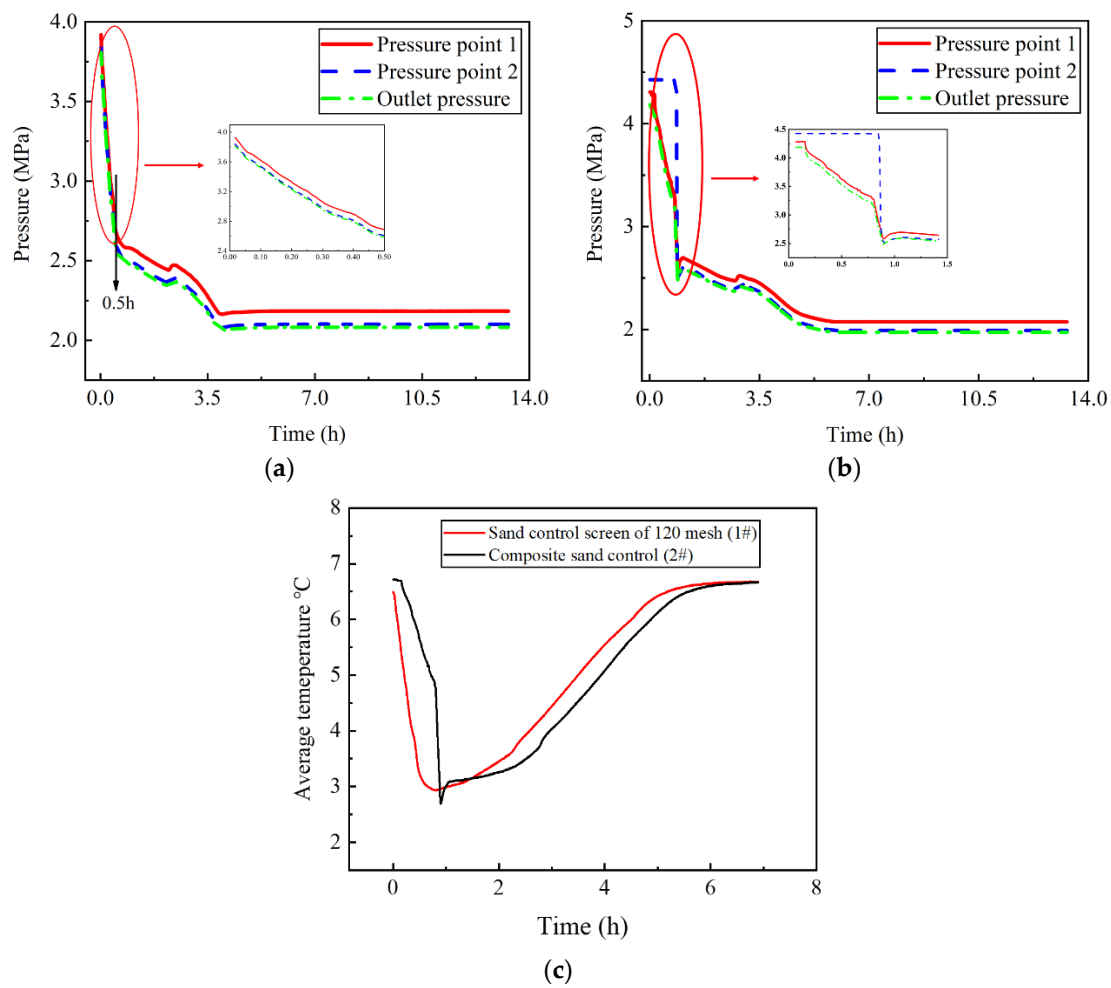 4.0
3.5
3.0
2.5
2.0
Pressure (MPa)
Pressure point 1
Pressure point 2
Outlet pressure
4.0
3.6
3.2
2.8
2.4
0.00
0.10
0.20
0.30
0.40
0.50
0.5h
0.0
3.5
7.0
10.5
14.0
Time (h)
(a)
5
4
3
2
1
Pressure (MPa)
Pressure point 1
Pressure point 2
Outlet pressure
4.5
4.0
3.5
3.0
2.5
0.0
0.5
1.0
1.5
0.0
3.5
7.0
10.5
14.0
Time (h)
(b)
8
7
6
5
4
3
2
Average temeperature °C
Sand control screen of 120 mesh (1#)
Composite sand control (2#)
0
2
4
6
8
Time (h)
(c)